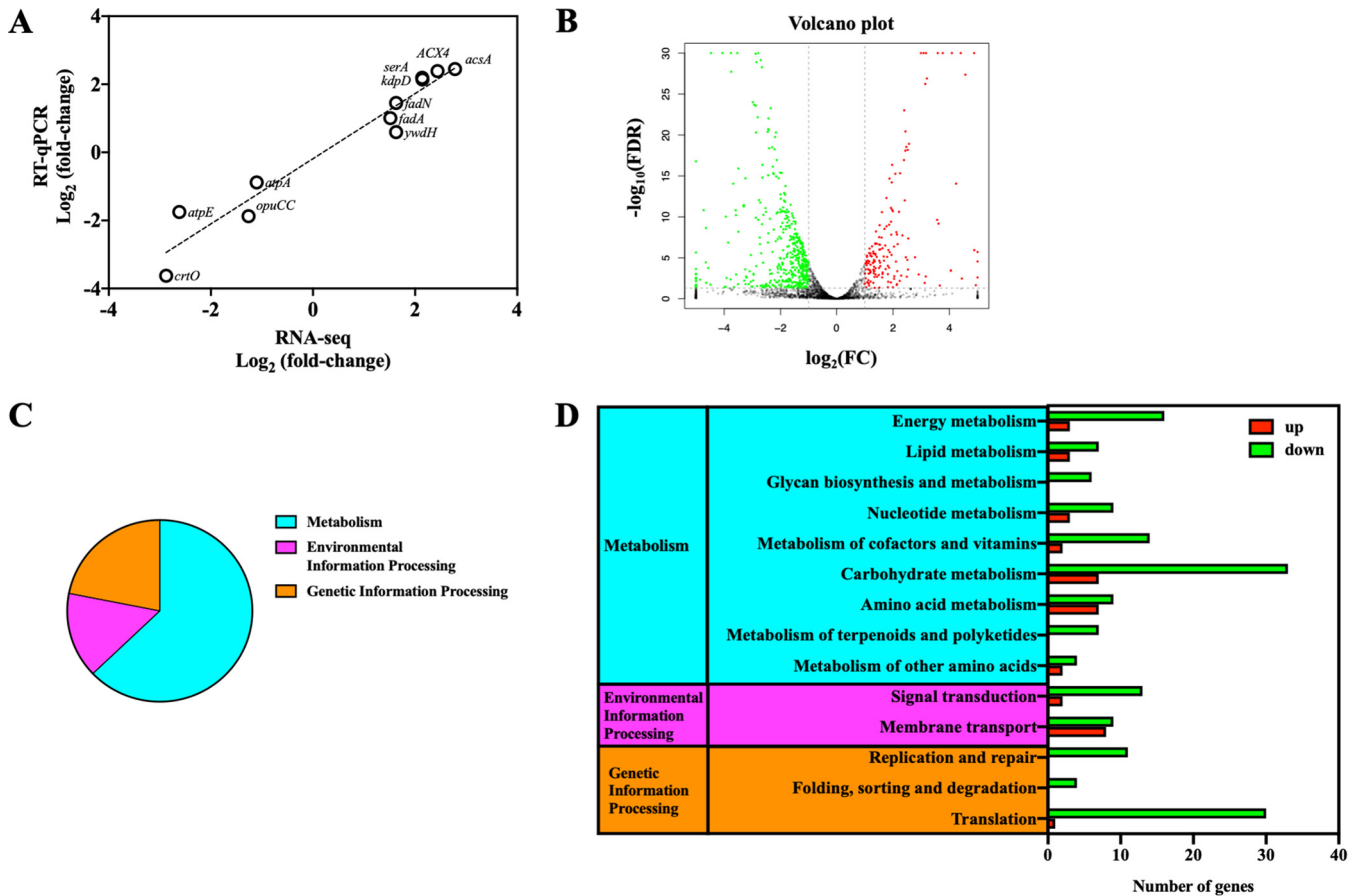 A
RT-qPCR
Log2 (fold-change)
4
2
0
-2
-4
ACX4
acsA
serA
kdpD
fadN
fadA
ywdH
atpA
opuCC
atpE
crtO
-4
-2
0
2
4
RNA-seq
Log2 (fold-change)
B
Volcano plot
-log10(FDR)
30
25
20
15
10
5
0
−4
−2
0
2
4
log2(FC)
C
Metabolism
Environmental
Information Processing
Genetic Information Processing
D
Metabolism
Energy metabolism
Lipid metabolism
Glycan biosynthesis and metabolism
Nucleotide metabolism
Metabolism of cofactors and vitamins
Carbohydrate metabolism
Amino acid metabolism
Metabolism of terpenoids and polyketides
Metabolism of other amino acids
Environmental
Information
Processing
Signal transduction
Membrane transport
Genetic
Information
Processing
Replication and repair
Folding, sorting and degradation
Translation
up
down
0
10
20
30
40
Number of genes